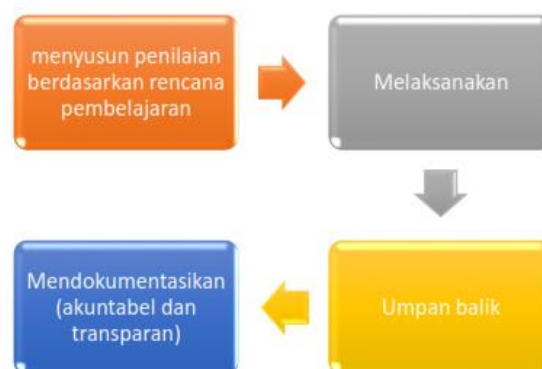 menyusun penilaian
berdasarkan rencana
pembelajaran
Melaksanakan
Umpan balik
Mendokumentasikan
(akuntabel dan
transparan)